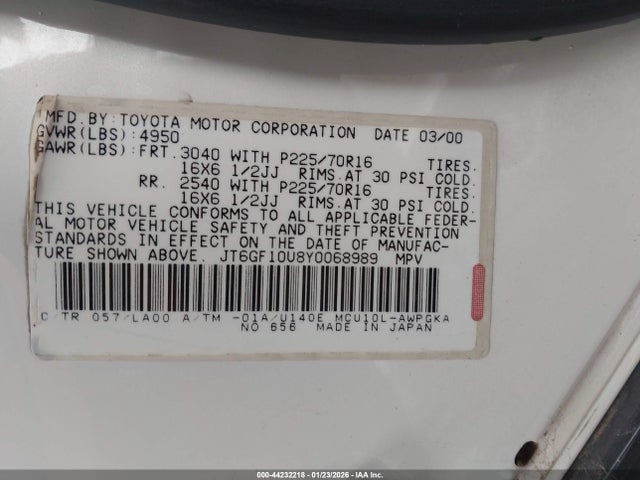 MFD.BY:TOYOTA MOTOR CORPORATION DATE 03/00
GVWR(LBS):4950
GAWR(LBS):FRT.3040 WITH P225/70R16 TIRES.
16X6 1/2JJ RIMS.AT 30 PSI COLD.
RR. 2540 WITH P225/70R16 TIRES.
16X6 1/2JJ RIMS.AT 30 PSI COLD.
THIS VEHICLE CONFORMS TO ALL APPLICABLE FEDER-
AL MOTOR VEHICLE SAFETY AND THEFT PREVENTION
STANDARDS IN EFFECT ON THE DATE OF MANUFAC-
TURE SHOWN ABOVE. JT6GF10U8Y0068989 MPV
C/TR 057/LA00 A/TM -01A/U140E MCU10L-AWPGKA
NO 656 MADE IN JAPAN
000-44232218 - 01/23/2026 - IAA Inc.